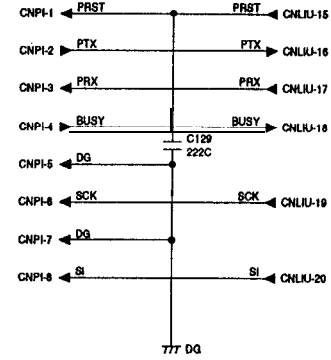 CNPI-1 PRST PRST CNLIU-15
CNPI-2 PTX PTX CNLIU-16
CNPI-3 PRX PRX CNLIU-17
CNPI-4 BUSY BUSY CNLIU-18
C129
222C
CNPI-5 DG
CNPI-6 SCK SCK CNLIU-19
CNPI-7 DG
CNPI-8 SI SI CNLIU-20
DG